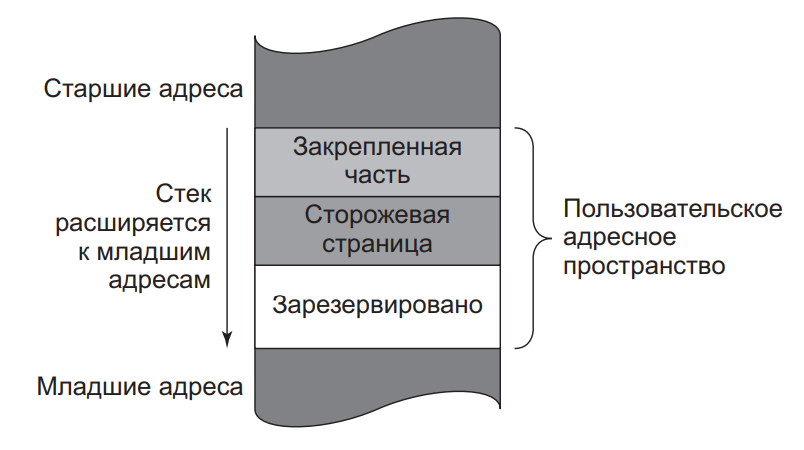 Старшие адреса
Закрепленная
часть
Стек
расширяется
к младшим
адресам
Сторожевая
страница
Пользовательское
адресное
пространство
Зарезервировано
Младшие адреса